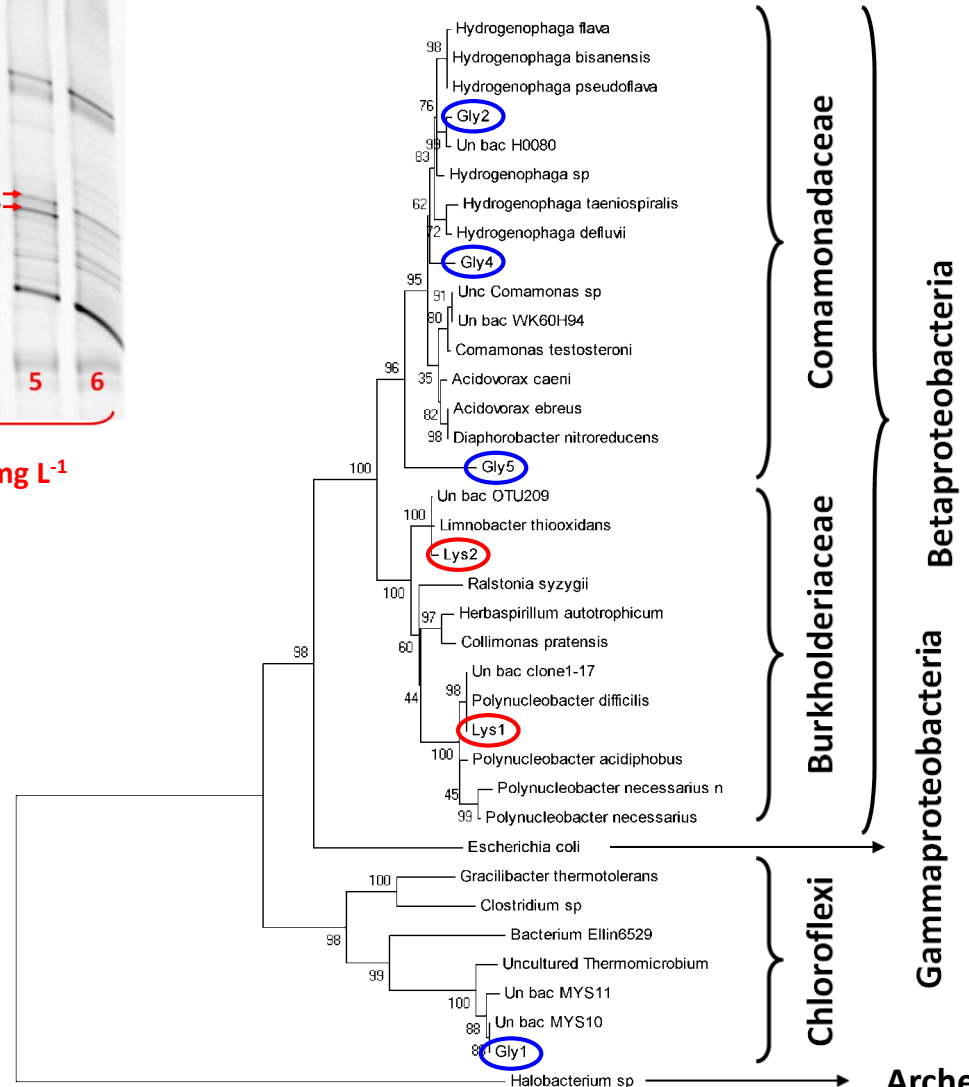 Hydrogenophaga flava
98
Hydrogenophaga bisanensis
Hydrogenophaga pseudoflava
76
Gly2
99
Un bac H0080
83
Hydrogenophaga sp
62
Hydrogenophaga taeniospiralis
72
Hydrogenophaga defluvii
Gly4
95
91
Unc Comamonas sp
80
Un bac WK60H94
Comamonas testosteroni
96
35
Acidovorax caeni
82
Acidovorax ebreus
98
Diaphorobacter nitroreducens
Gly5
100
Un bac OTU209
100
Limnobacter thiooxidans
Lys2
100
Ralstonia syzygii
97
Herbaspirillum autotrophicum
60
Collimonas pratensis
Un bac clone1-17
44
98
Polynucleobacter difficilis
Lys1
100
Polynucleobacter acidiphobus
45
Polynucleobacter necessarius n
99
Polynucleobacter necessarius
98
Escherichia coli
100
Gracilibacter thermotolerans
Clostridium sp
98
Bacterium Ellin6529
99
Uncultured Thermomicrobium
100
Un bac MYS11
88
Un bac MYS10
Gly1
Halobacterium sp
Comamonadaceae
Burkholderiaceae
Chloroflexi
Betaproteobacteria
Gammaproteobacteria
Arche
5 6
mg L-1